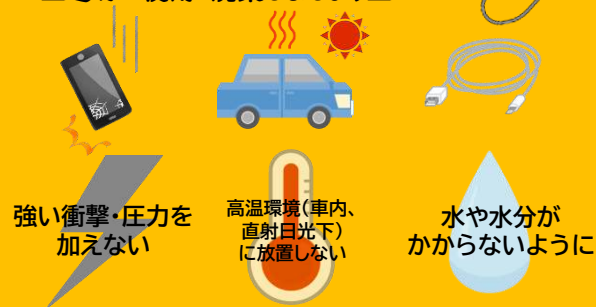 強い衝撃・圧力を
加えない
高温環境(車内、
直射日光下)
に放置しない
水や水分が
かからないように